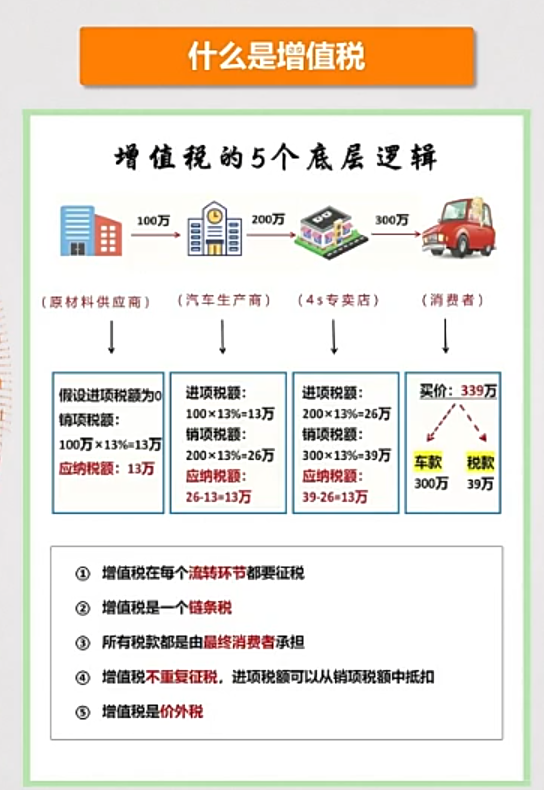 什么是增值税
增值税的5个底层逻辑
100万
200万
300万
(原材料供应商)
(汽车生产商)
(4s专卖店)
(消费者)
假设进项税额为0
销项税额:
100万×13%=13万
应纳税额:13万
进项税额:
100×13%=13万
销项税额:
200×13%=26万
应纳税额:
26-13=13万
进项税额:
200×13%=26万
销项税额:
300×13%=39万
应纳税额:
39-26=13万
买价:339万
车款
300万
税款
39万
① 增值税在每个流转环节都要征税
② 增值税是一个链条税
③ 所有税款都是由最终消费者承担
④ 增值税不重复征税,进项税额可以从销项税额中抵扣
⑤ 增值税是价外税